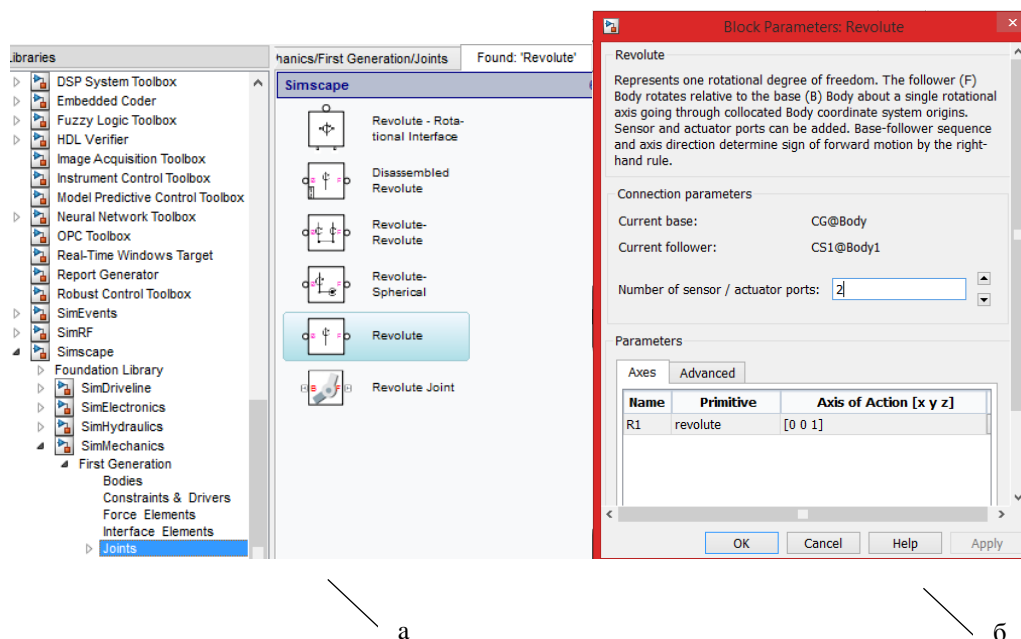 Libraries
DSP System Toolbox
Embedded Coder
Fuzzy Logic Toolbox
HDL Verifier
Image Acquisition Toolbox
Instrument Control Toolbox
Model Predictive Control Toolbox
Neural Network Toolbox
OPC Toolbox
Real-Time Windows Target
Report Generator
Robust Control Toolbox
SimEvents
SimRF
Simscape
Foundation Library
SimDriveline
SimElectronics
SimHydraulics
SimMechanics
First Generation
Bodies
Constraints & Drivers
Force Elements
Interface Elements
Joints
hanics/First Generation/Joints
Found: 'Revolute'
Simscape
Revolute - Rota-
tional Interface
Disassembled
Revolute
Revolute-
Revolute
Revolute-
Spherical
Revolute
Revolute Joint
Block Parameters: Revolute
Revolute
Represents one rotational degree of freedom. The follower (F)
Body rotates relative to the base (B) Body about a single rotational
axis going through collocated Body coordinate system origins.
Sensor and actuator ports can be added. Base-follower sequence
and axis direction determine sign of forward motion by the right-
hand rule.
Connection parameters
Current base: CG@Body
Current follower: CS1@Body1
Number of sensor / actuator ports: 2
Parameters
Axes Advanced
Name Primitive Axis of Action [x y z]
R1 revolute [0 0 1]
OK Cancel Help Apply
а
б